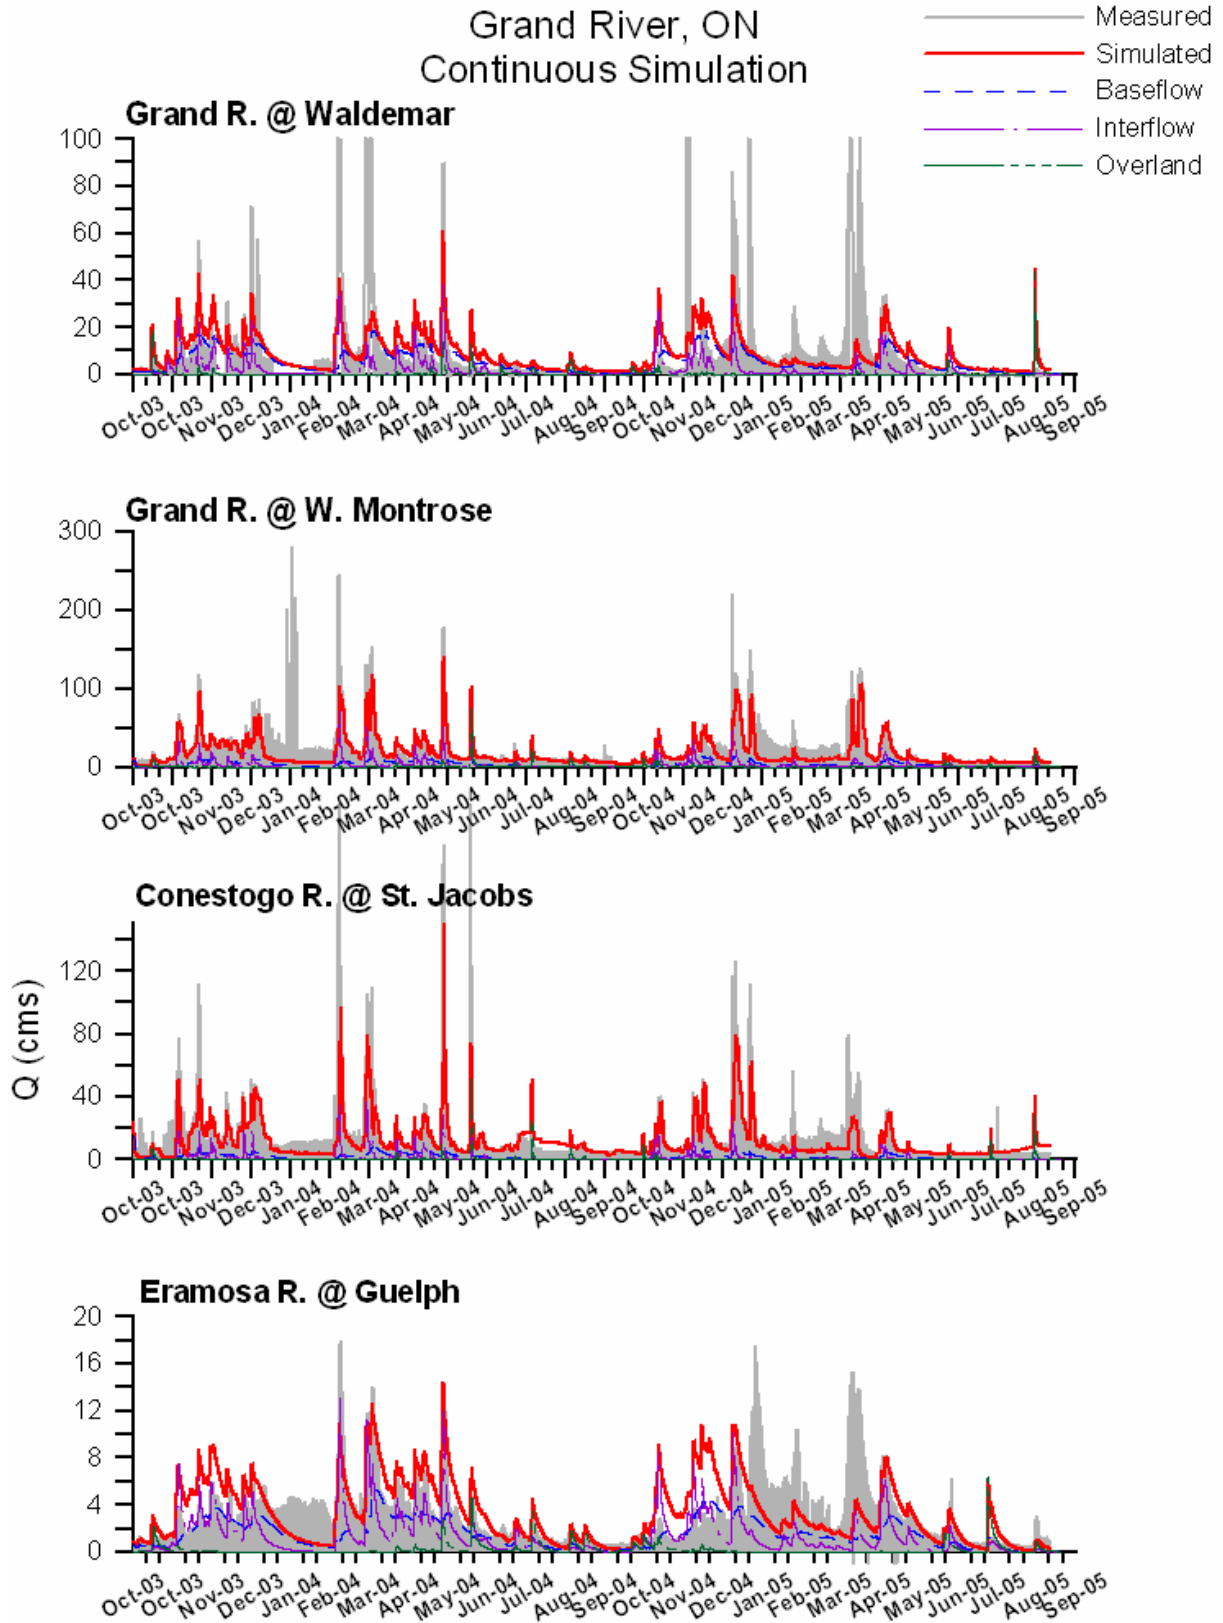 Grand River, ON
Continuous Simulation
Measured
Simulated
Baseflow
Interflow
Overland
Grand R. @ Waldemar
100
80
60
40
20
0
Oct-03 Oct-03 Nov-03 Dec-03 Jan-04 Feb-04 Mar-04 Apr-04 May-04 Jun-04 Jul-04 Aug-04 Sep-04 Oct-04 Nov-04 Dec-04 Jan-05 Feb-05 Mar-05 Apr-05 May-05 Jun-05 Jul-05 Aug-05 Sep-05
Grand R. @ W. Montrose
300
200
100
0
Oct-03 Oct-03 Nov-03 Dec-03 Jan-04 Feb-04 Mar-04 Apr-04 May-04 Jun-04 Jul-04 Aug-04 Sep-04 Oct-04 Nov-04 Dec-04 Jan-05 Feb-05 Mar-05 Apr-05 May-05 Jun-05 Jul-05 Aug-05 Sep-05
Conestogo R. @ St. Jacobs
Q (cms)
120
80
40
0
Oct-03 Oct-03 Nov-03 Dec-03 Jan-04 Feb-04 Mar-04 Apr-04 May-04 Jun-04 Jul-04 Aug-04 Sep-04 Oct-04 Nov-04 Dec-04 Jan-05 Feb-05 Mar-05 Apr-05 May-05 Jun-05 Jul-05 Aug-05 Sep-05
Eramosa R. @ Guelph
20
16
12
8
4
0
Oct-03 Oct-03 Nov-03 Dec-03 Jan-04 Feb-04 Mar-04 Apr-04 May-04 Jun-04 Jul-04 Aug-04 Sep-04 Oct-04 Nov-04 Dec-04 Jan-05 Feb-05 Mar-05 Apr-05 May-05 Jun-05 Jul-05 Aug-05 Sep-05